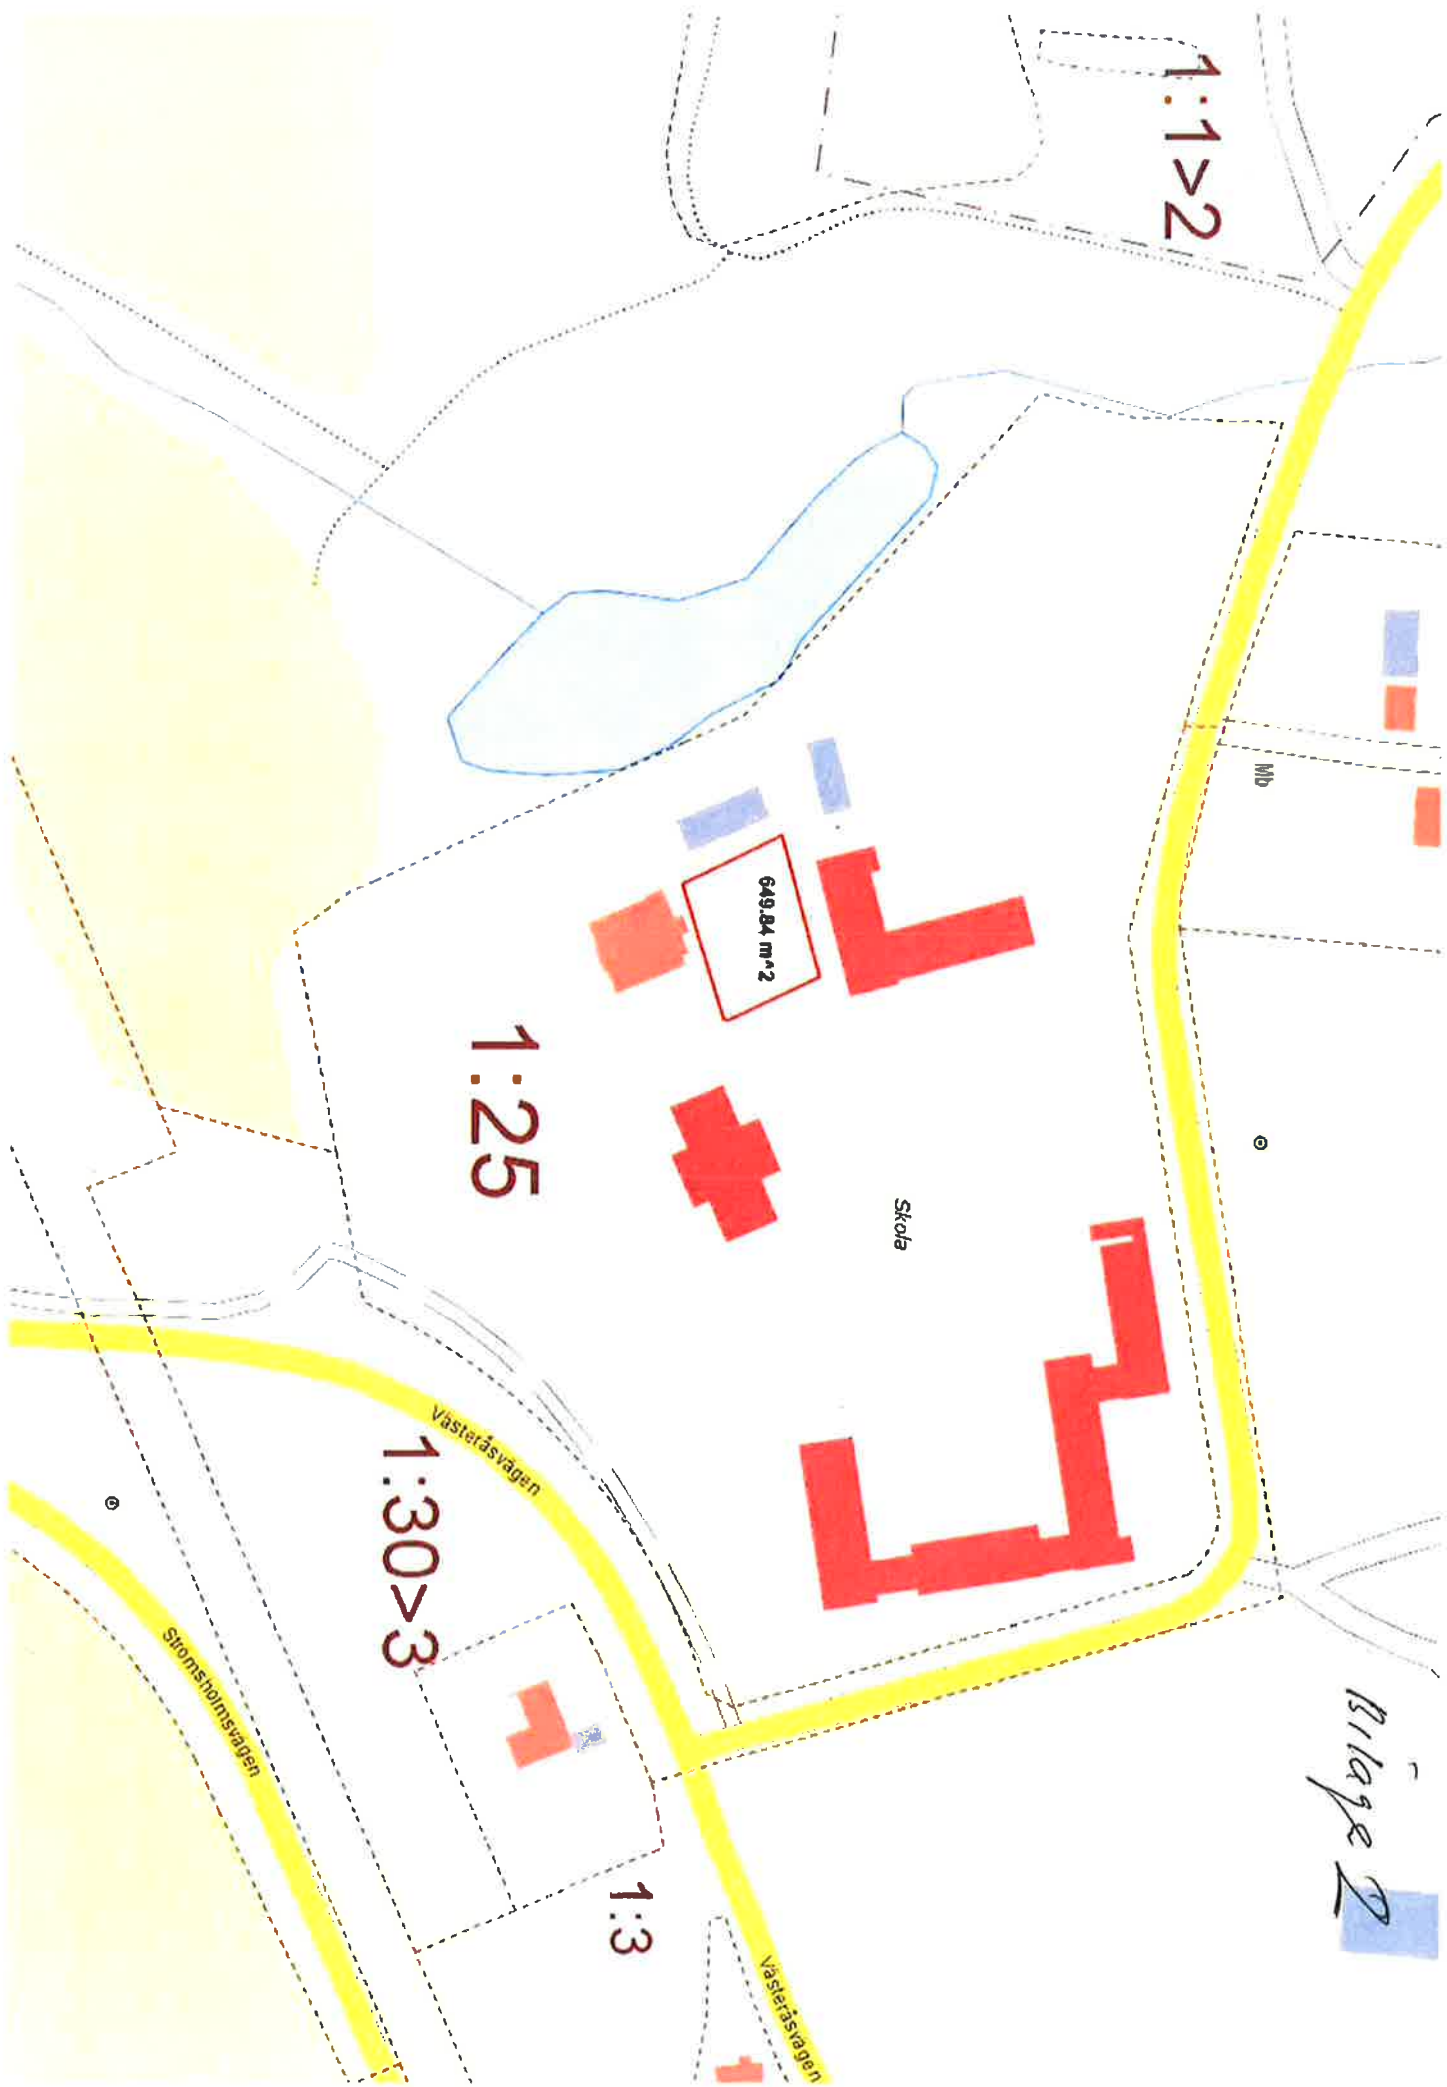 Bilaga 2
1:1>2
Mb
649.84 m^2
1:25
Skola
Västeråsvägen
1:30>3
Strömsholmsvägen
1:3
Västeråsvägen